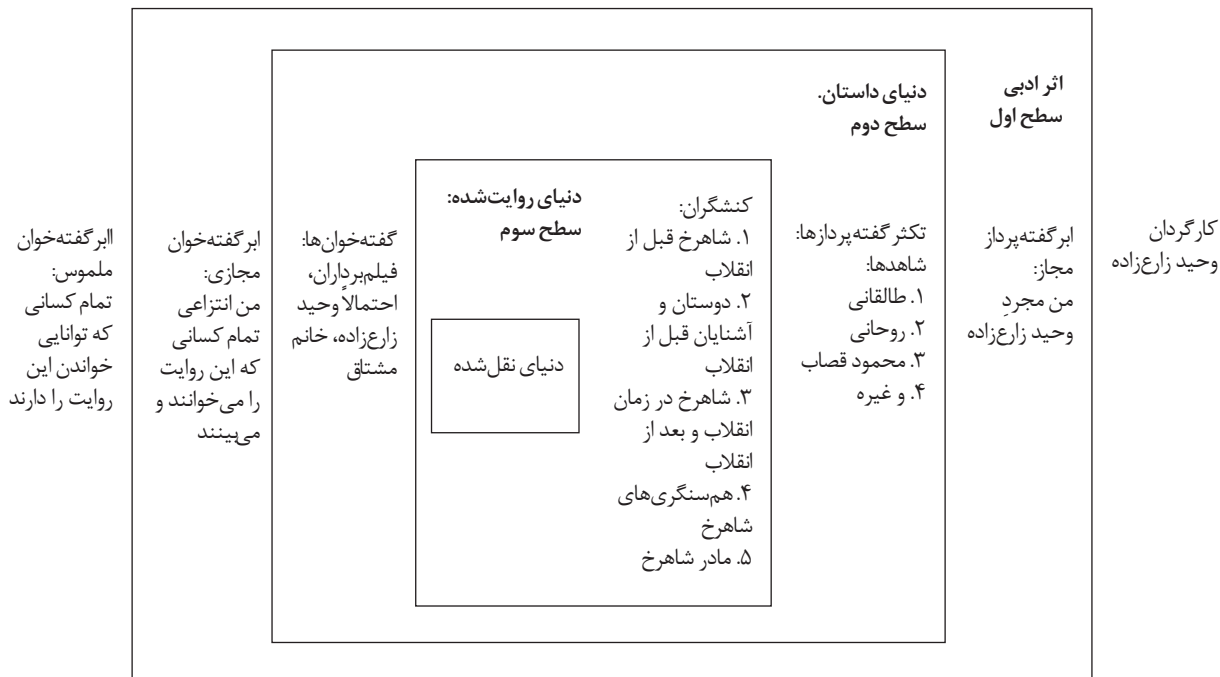 کارگردان
وحید زارع‌زاده
اثر ادبی
سطح اول
ابرگفته‌پرداز
مجاز:
من مجردِ
وحید زارع‌زاده
دنیای داستان.
سطح دوم
تکثر گفته‌پردازها:
شاهدها:
۱. طالقانی
۲. روحانی
۳. محمود قصاب
۴. و غیره
کنشگران:
۱. شاهرخ قبل از
انقلاب
۲. دوستان و
آشنایان قبل از
انقلاب
۳. شاهرخ در زمان
انقلاب و بعد از
انقلاب
۴. هم‌سنگری‌های
شاهرخ
۵. مادر شاهرخ
دنیای روایت‌شده:
سطح سوم
دنیای نقل‌شده
گفته‌خوان‌ها:
فیلم‌برداران،
احتمالاً وحید
زارع‌زاده، خانم
مشتاق
ابرگفته‌خوان
مجازی:
من انتزاعی
تمام کسانی
که این روایت
را می‌خوانند و
می‌بینند
اابرگفته‌خوان
ملموس:
تمام کسانی
که توانایی
خواندن این
روایت را دارند